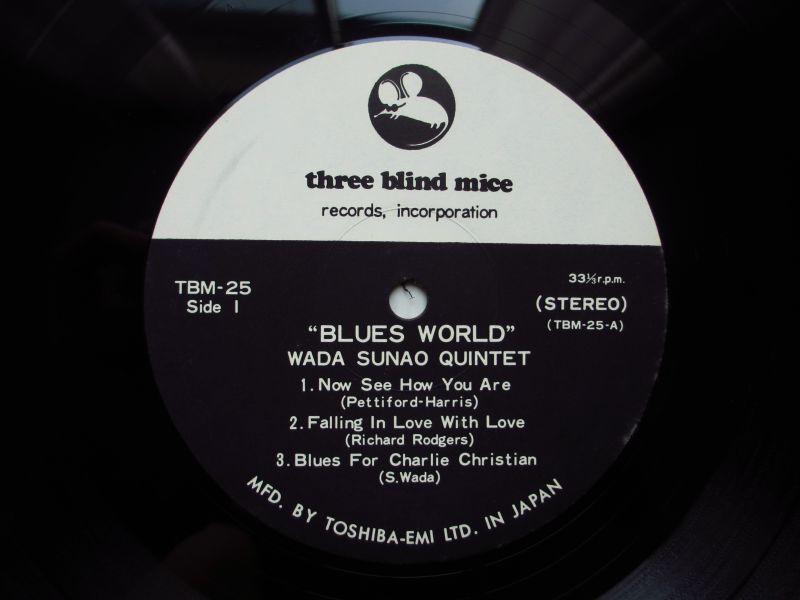 three blind mice
records, incorporation
TBM-25
Side 1
33⅓r.p.m.
(STEREO)
(TBM-25-A)
"BLUES WORLD"
WADA SUNAO QUINTET
1. Now See How You Are
(Pettiford-Harris)
2. Falling In Love With Love
(Richard Rodgers)
3. Blues For Charlie Christian
(S.Wada)
MFD. BY TOSHIBA-EMI LTD. IN JAPAN